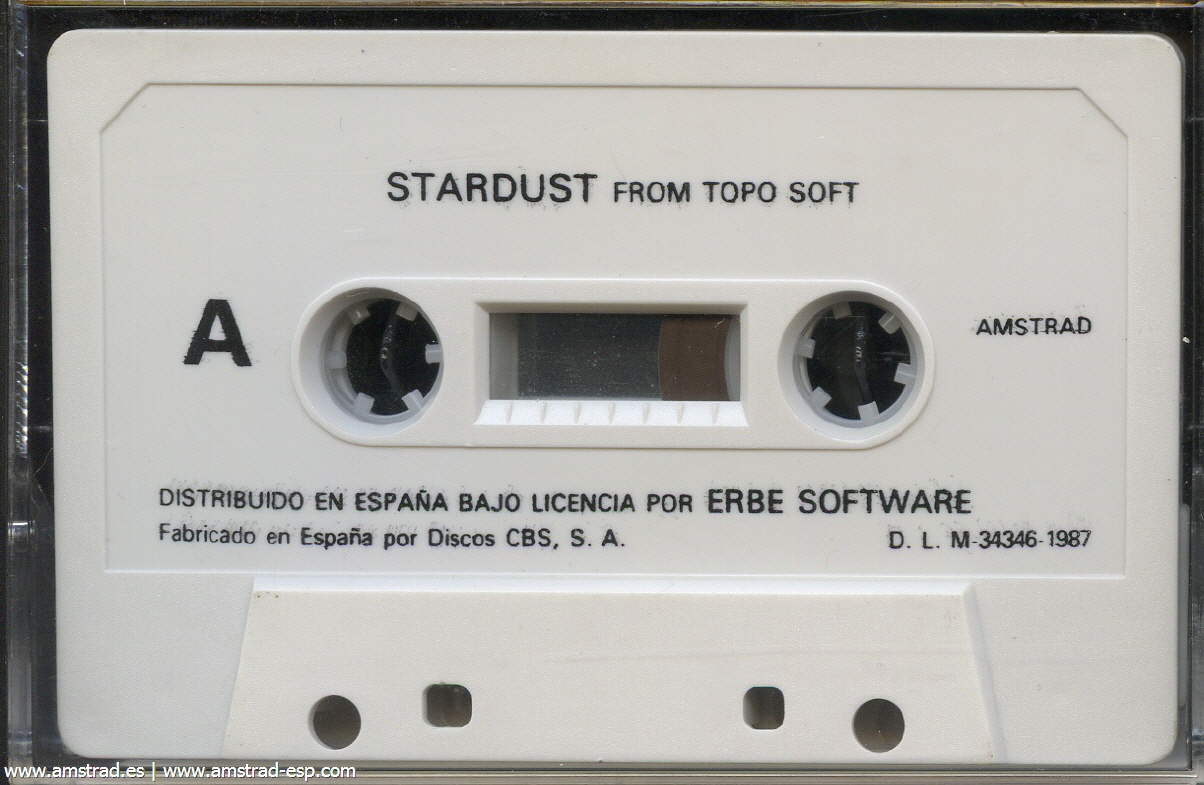 STARDUST FROM TOPO SOFT
A
AMSTRAD
DISTRIBUIDO EN ESPAÑA BAJO LICENCIA POR ERBE SOFTWARE
Fabricado en España por Discos CBS, S. A.
D. L. M-34346-1987
www.amstrad.es | www.amstrad-esp.com